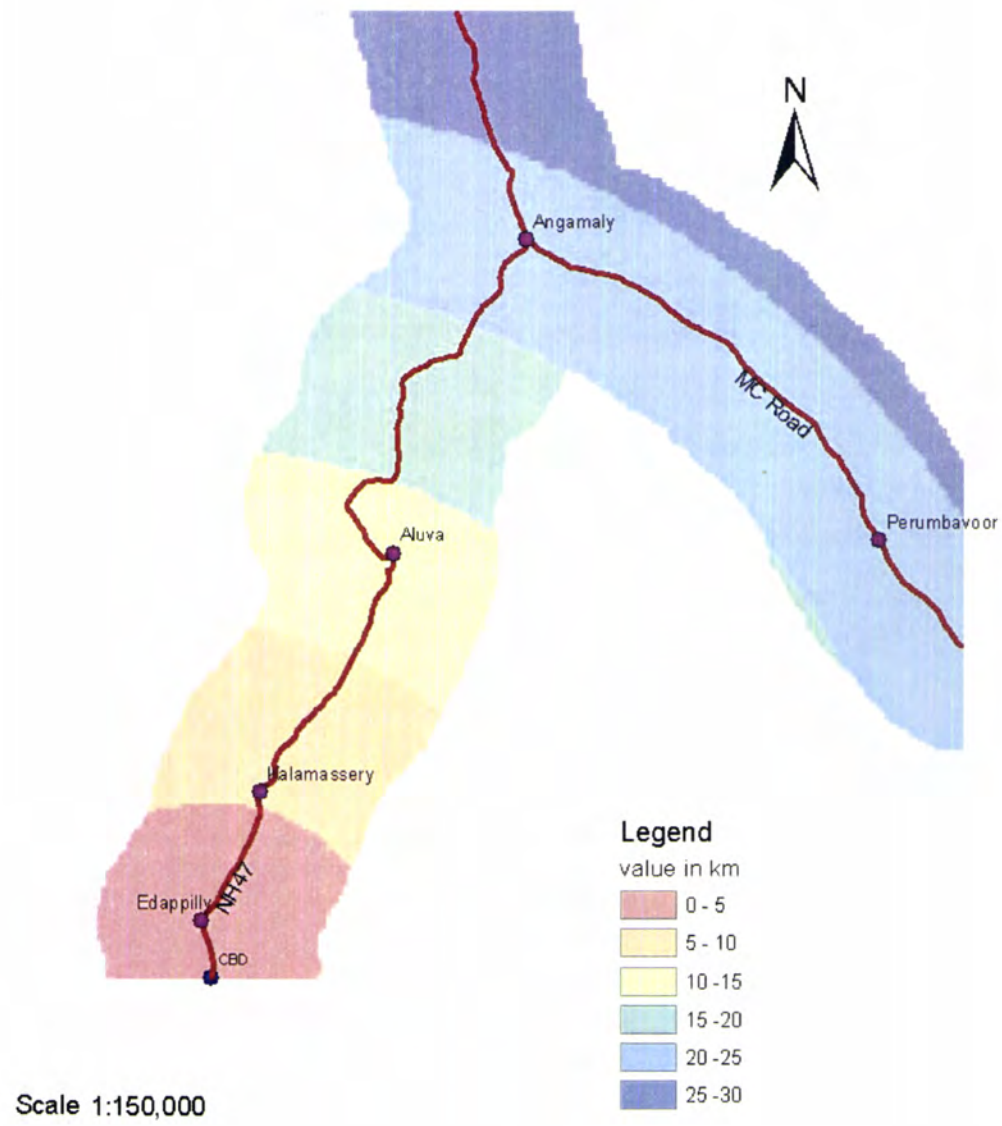 N
Angamaly
MC Road
Perumbavoor
Aluva
Halamassery
NH47
Edappilly
CBD
Legend
value in km
0 - 5
5 - 10
10 -15
15 -20
20 -25
25 -30
Scale 1:150,000